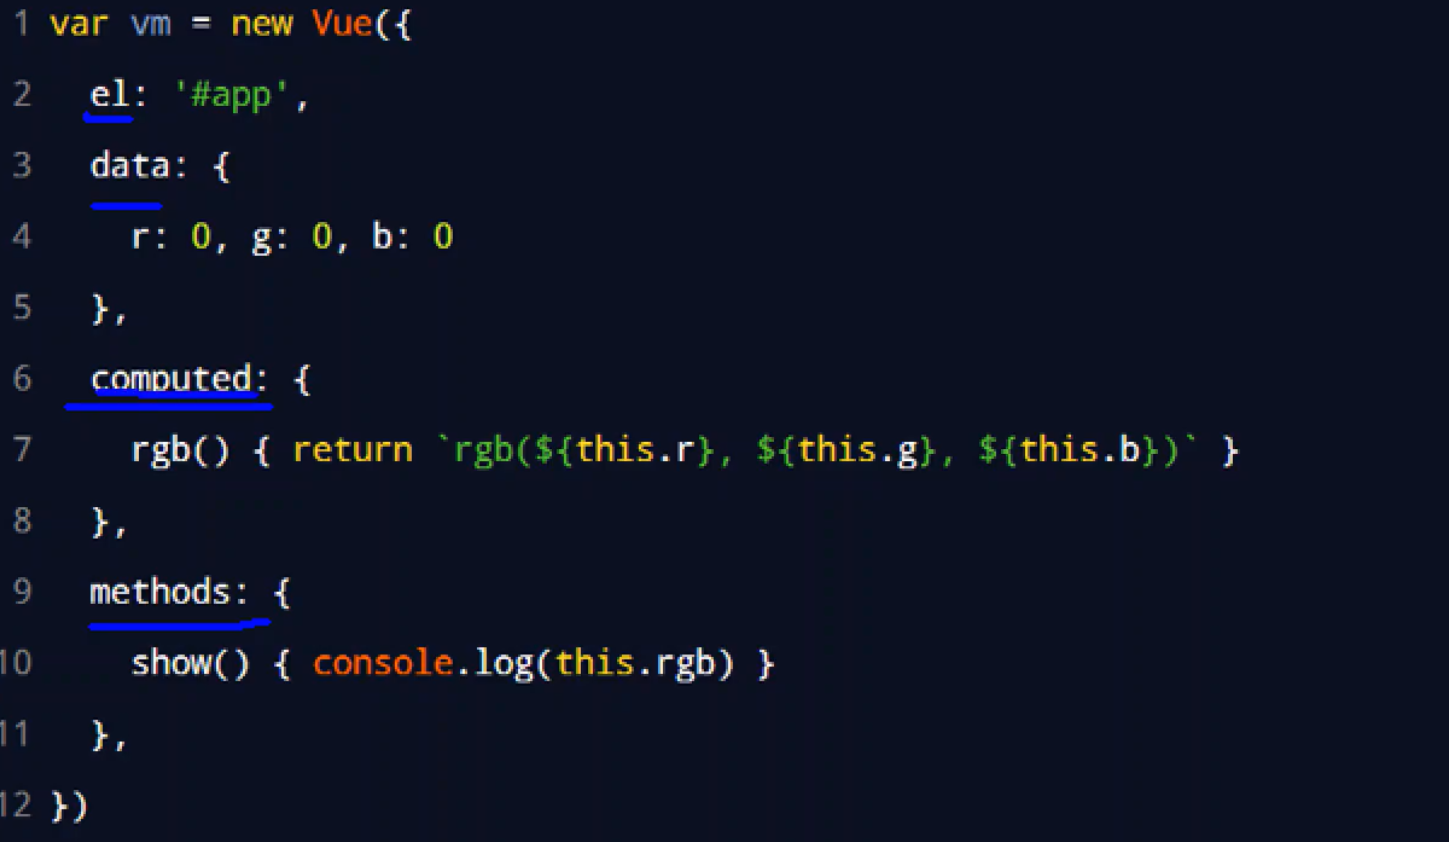 1 var vm = new Vue({
2 el: '#app',
3 data: {
4 r: 0, g: 0, b: 0
5 },
6 computed: {
7 rgb() { return `rgb(${this.r}, ${this.g}, ${this.b})` }
8 },
9 methods: {
10 show() { console.log(this.rgb) }
11 },
12 })